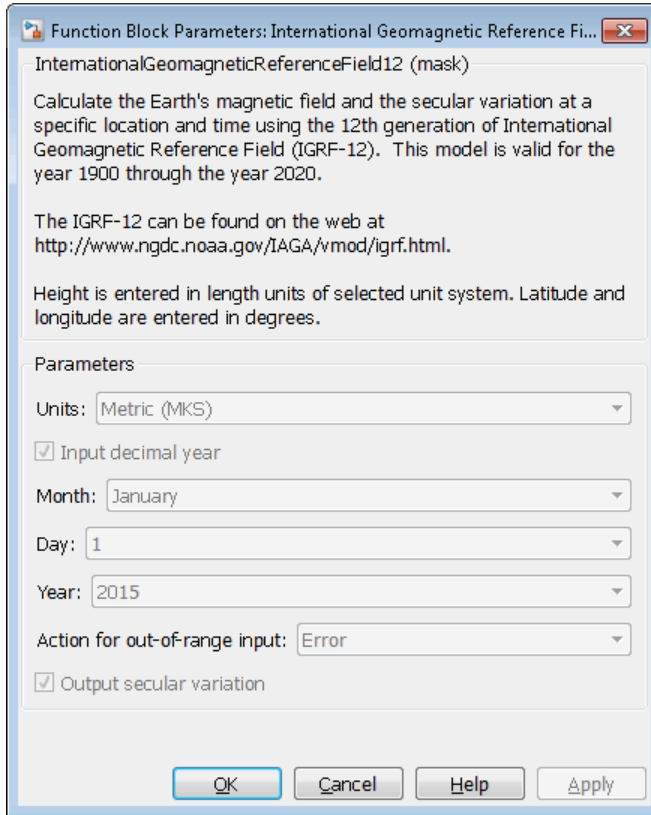 Function Block Parameters: International Geomagnetic Reference Fi...
InternationalGeomagneticReferenceField12 (mask)
Calculate the Earth's magnetic field and the secular variation at a
specific location and time using the 12th generation of International
Geomagnetic Reference Field (IGRF-12).  This model is valid for the
year 1900 through the year 2020.
The IGRF-12 can be found on the web at
http://www.ngdc.noaa.gov/IAGA/vmod/igrf.html.
Height is entered in length units of selected unit system. Latitude and
longitude are entered in degrees.
Parameters
Units: Metric (MKS)
Input decimal year
Month: January
Day: 1
Year: 2015
Action for out-of-range input: Error
Output secular variation
OK Cancel Help Apply